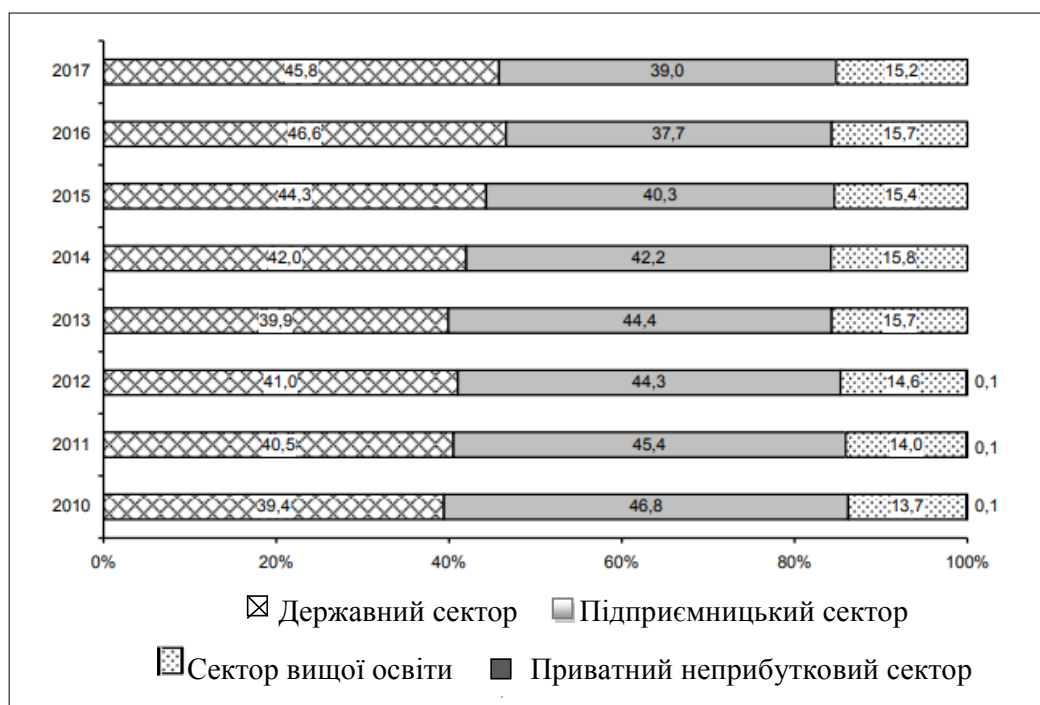 2017 45,8 39,0 15,2
2016 46,6 37,7 15,7
2015 44,3 40,3 15,4
2014 42,0 42,2 15,8
2013 39,9 44,4 15,7
2012 41,0 44,3 14,6 0,1
2011 40,5 45,4 14,0 0,1
2010 39,4 46,8 13,7 0,1
0% 20% 40% 60% 80% 100%
Державний сектор Підприємницький сектор
Сектор вищої освіти Приватний неприбутковий сектор